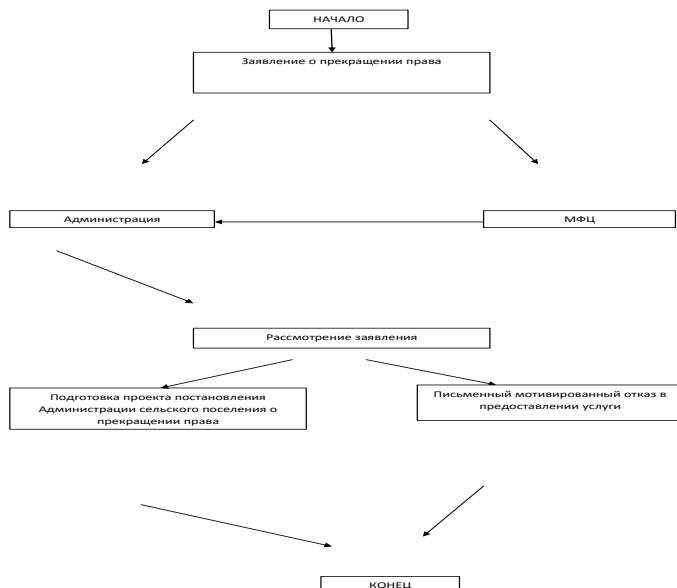 НАЧАЛО
Заявление о прекращении права
Администрация
МФЦ
Рассмотрение заявления
Подготовка проекта постановления
Администрации сельского поселения о
прекращении права
Письменный мотивированный отказ в
предоставлении услуги
КОНЕЦ